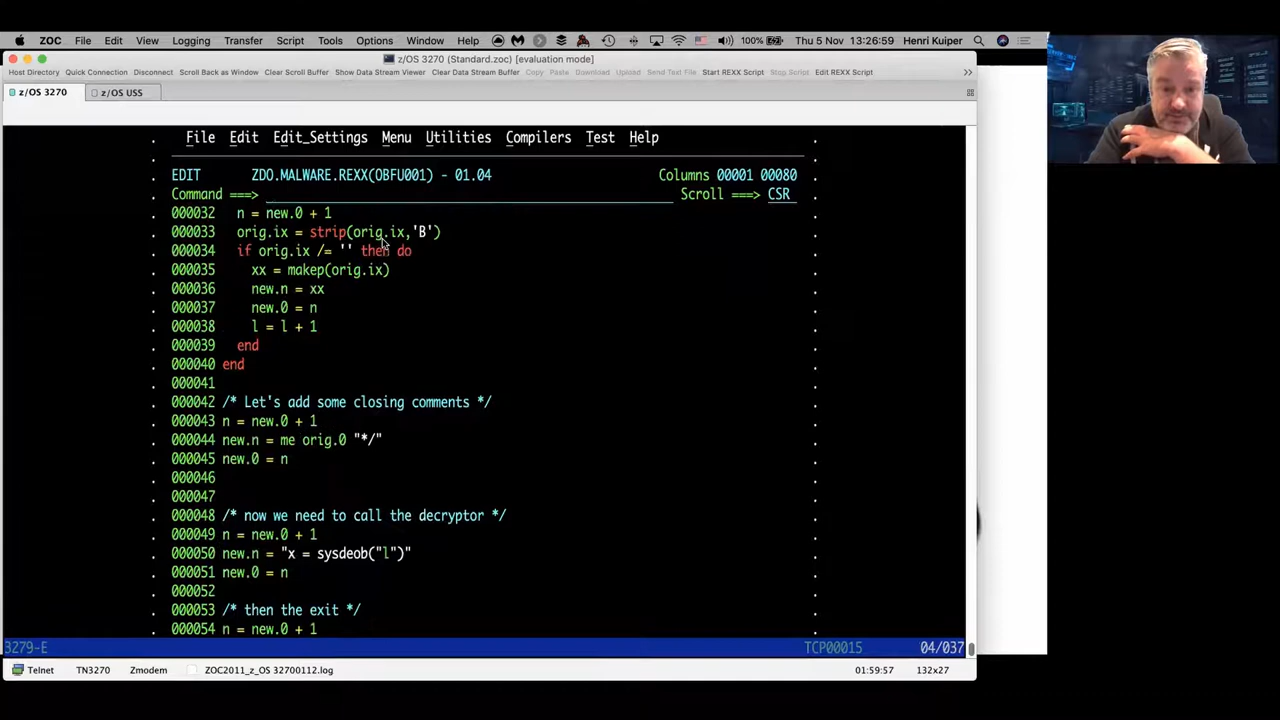 ZOC File Edit View Logging Transfer Script Tools Options Window Help 100% Thu 5 Nov 13:26:59 Henri Kuiper
z/OS 3270 (Standard.zoc) [evaluation mode]
Host Directory Quick Connection Disconnect Scroll Back as Window Clear Scroll Buffer Show Data Stream Viewer Clear Data Stream Buffer Copy Paste Download Upload Send Text File Start REXX Script Stop Script Edit REXX Script »
z/OS 3270 z/OS USS
File Edit Edit_Settings Menu Utilities Compilers Test Help
EDIT ZDO.MALWARE.REXX(OBFU001) - 01.04 Columns 00001 00080
Command ===> Scroll ===> CSR
000032 n = new.0 + 1
000033 orig.ix = strip(orig.ix,'B')
000034 if orig.ix /= '' then do
000035 xx = makep(orig.ix)
000036 new.n = xx
000037 new.0 = n
000038 l = l + 1
000039 end
000040 end
000041
000042 /* Let's add some closing comments */
000043 n = new.0 + 1
000044 new.n = me orig.0 "*/"
000045 new.0 = n
000046
000047
000048 /* now we need to call the decryptor */
000049 n = new.0 + 1
000050 new.n = "x = sysdeob("l")"
000051 new.0 = n
000052
000053 /* then the exit */
000054 n = new.0 + 1
3279-E TCP00015 04/037
Telnet TN3270 Zmodem ZOC2011_z_OS 32700112.log 01:59:57 132x27